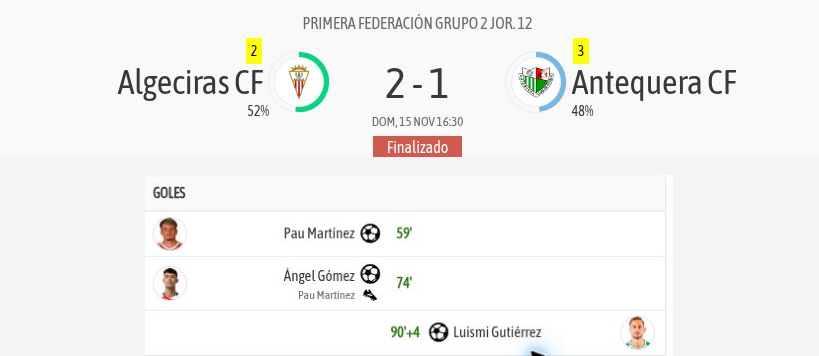 PRIMERA FEDERACIÓN GRUPO 2 JOR. 12
2 3
Algeciras CF 2 - 1 Antequera CF
52% 48%
DOM, 15 NOV 16:30
Finalizado
GOLES
Pau Martínez 59'
Ángel Gómez 74'
Pau Martínez
90'+4 Luismi Gutiérrez